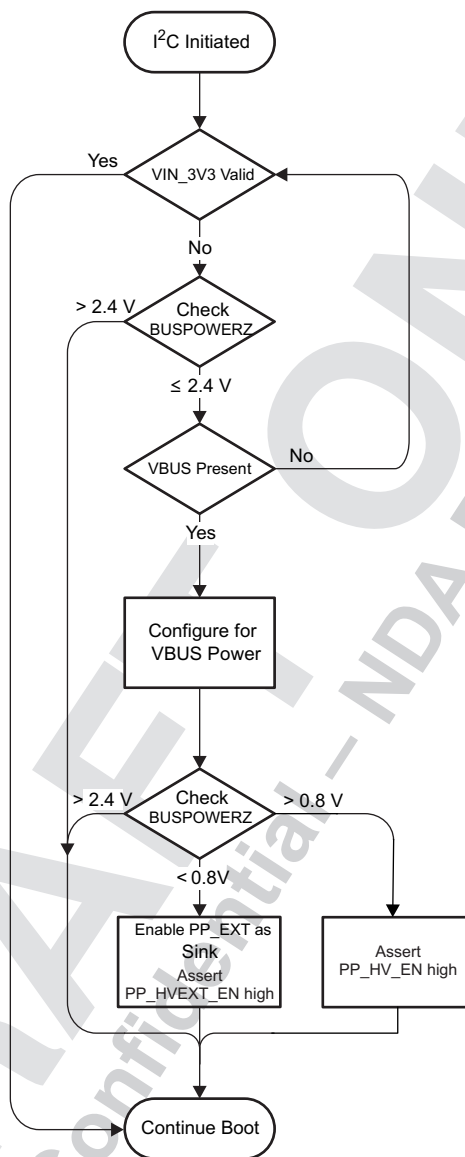 I²C Initiated
Yes
VIN_3V3 Valid
No
> 2.4 V
Check
BUSPOWERZ
≤ 2.4 V
VBUS Present
No
Yes
Configure for
VBUS Power
> 2.4 V
Check
BUSPOWERZ
> 0.8 V
< 0.8V
Enable PP_EXT as
Sink
Assert
PP_HVEXT_EN high
Assert
PP_HV_EN high
Continue Boot
Confidential – NDA